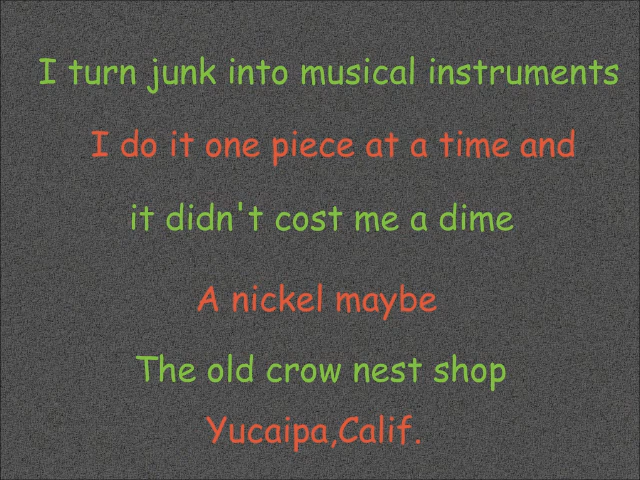 I turn junk into musical instruments
I do it one piece at a time and
it didn't cost me a dime
A nickel maybe
The old crow nest shop
Yucaipa,Calif.